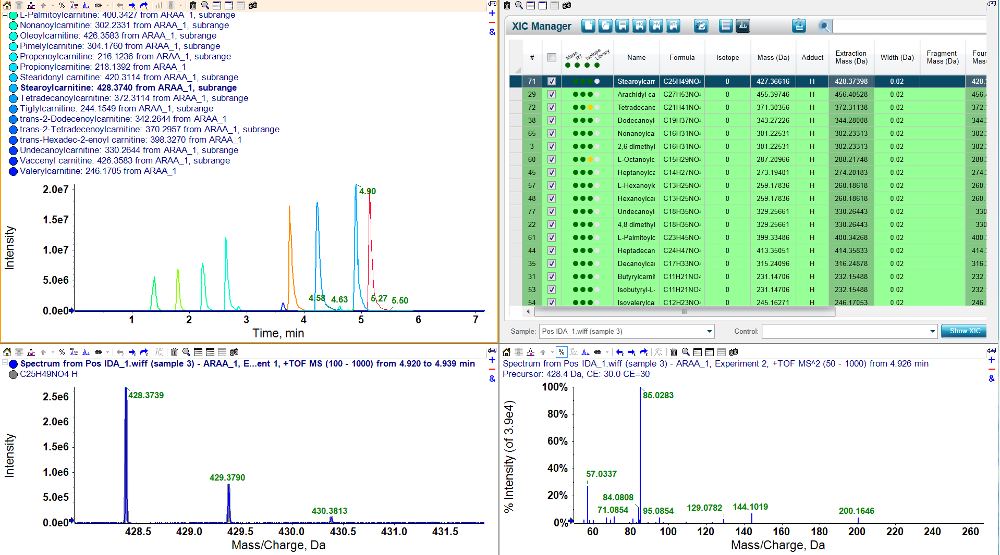 L-Palmitoylcarnitine: 400.3427 from ARAA_1, subrange
Nonanoylcarnitine: 302.2331 from ARAA_1, subrange
Oleoylcarnitine: 426.3583 from ARAA_1, subrange
Pimelylcarnitine: 304.1760 from ARAA_1, subrange
Propenoylcarnitine: 216.1236 from ARAA_1, subrange
Propionylcarnitine: 218.1392 from ARAA_1
Stearidonyl carnitine: 420.3114 from ARAA_1, subrange
Stearoylcarnitine: 428.3740 from ARAA_1, subrange
Tetradecanoylcarnitine: 372.3114 from ARAA_1, subrange
Tiglylcarnitine: 244.1549 from ARAA_1, subrange
trans-2-Dodecenoylcarnitine: 342.2644 from ARAA_1
trans-2-Tetradecenoylcarnitine: 370.2957 from ARAA_1, subrange
trans-Hexadec-2-enoyl carnitine: 398.3270 from ARAA_1
Undecanoylcarnitine: 330.2644 from ARAA_1, subrange
Vaccenyl carnitine: 426.3583 from ARAA_1, subrange
Valerylcarnitine: 246.1705 from ARAA_1
Intensity
2.0e7
1.5e7
1.0e7
5.0e6
0.0e0
4.90
4.58
4.63
5.27
5.50
1 2 3 4 5 6 7
Time, min
XIC Manager
MQ MV HTI
# Mass RT Isotope Library Name Formula Isotope Mass (Da) Adduct Extraction Mass (Da) Width (Da) Fragment Mass (Da) Four Mass
71 Stearoylcarr C25H49NO 0 427.36616 H 428.37398 0.02 428.
29 Arachidyl ca C27H53NO 0 455.39746 H 456.40528 0.02 456.
72 Tetradecanc C21H41NO 0 371.30356 H 372.31138 0.02 372.
38 Dodecanoyl C19H37NO 0 343.27226 H 344.28008 0.02 344.
65 Nonanoylca C16H31NO 0 301.22531 H 302.23313 0.02 302.
3 2,6 dimethyl C16H31NO 0 301.22531 H 302.23313 0.02 302.
60 L-Octanoylc C15H29NO 0 287.20966 H 288.21748 0.02 288.
45 Heptanoylca C14H27NO 0 273.19401 H 274.20183 0.02 274.
57 L-Hexanoylc C13H25NO 0 259.17836 H 260.18618 0.02 260.
48 Hexanoylcar C13H25NO 0 259.17836 H 260.18618 0.02 260.
77 Undecanoyl C18H35NO 0 329.25661 H 330.26443 0.02 330
22 4,8 dimethyl C18H35NO 0 329.25661 H 330.26443 0.02 330
61 L-Palmitoylc C23H45NO 0 399.33486 H 400.34268 0.02 400.
44 Heptadecan C24H47NO 0 413.35051 H 414.35833 0.02 414.
35 Decanoylcar C17H33NO 0 315.24096 H 316.24878 0.02 316.
31 Butyrylcarnit C11H21NO 0 231.14706 H 232.15488 0.02 232.
53 Isobutyryl-L- C11H21NO 0 231.14706 H 232.15488 0.02 232.
54 Isovalerylca C12H23NO 0 245.16271 H 246.17053 0.02 246.
Sample: Pos IDA_1.wiff (sample 3) Control: Show XIC
Spectrum from Pos IDA_1.wiff (sample 3) - ARAA_1, E...ent 1, +TOF MS (100 - 1000) from 4.920 to 4.939 min
C25H49NO4 H
Intensity
2.5e6
2.0e6
1.5e6
1.0e6
5.0e5
0.0e0
428.3739
429.3790
430.3813
428.5 429.0 429.5 430.0 430.5 431.0 431.5
Mass/Charge, Da
Spectrum from Pos IDA_1.wiff (sample 3) - ARAA_1, Experiment 2, +TOF MS^2 (50 - 1000) from 4.926 min
Precursor: 428.4 Da, CE: 30.0 CE=30
% Intensity (of 3.9e4)
100%
80%
60%
40%
20%
0%
85.0283
57.0337
84.0808
71.0854
95.0854
129.0782
144.1019
200.1646
60 80 100 120 140 160 180 200 220 240 260
Mass/Charge, Da